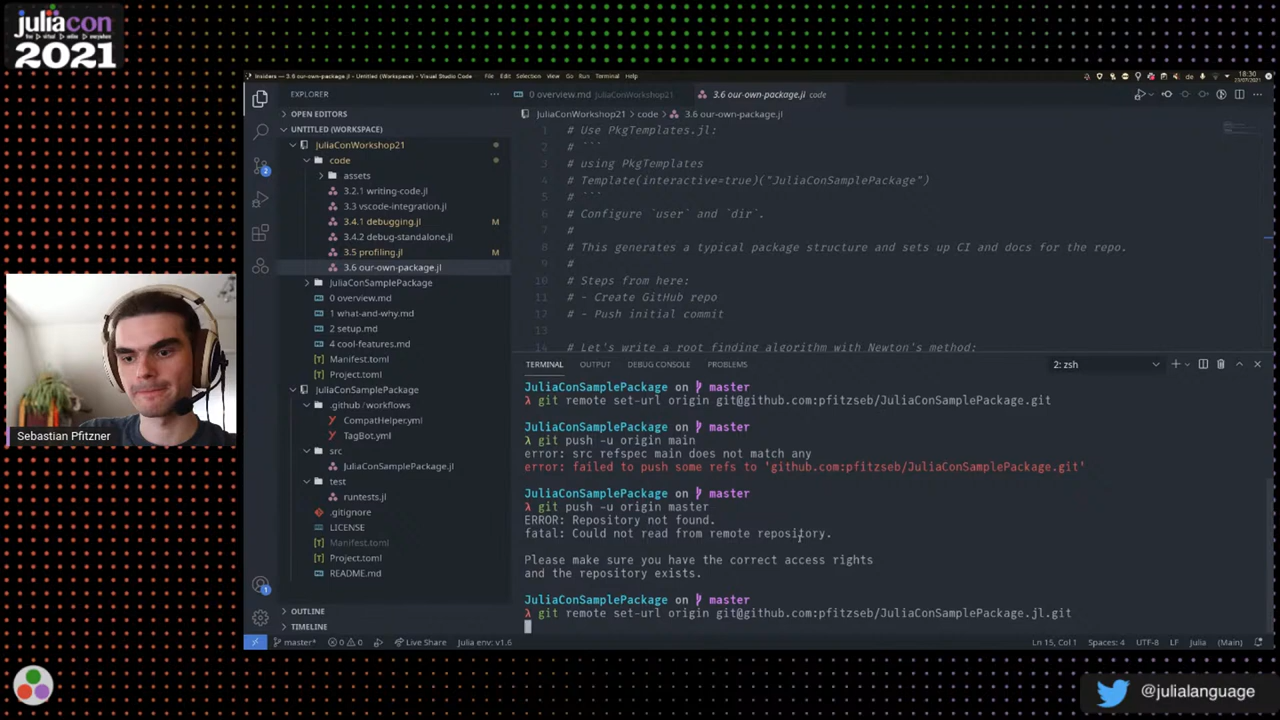 juliacon
free virtual online everywhere
2021
Insiders > 3.6 our-own-package.jl - Untitled (Workspace) - Visual Studio Code
File Edit Selection View Go Run Terminal Help
de
18:30
23/07/2021
EXPLORER
0 overview.md JuliaConWorkshop21
3.6 our-own-package.jl code
OPEN EDITORS
UNTITLED (WORKSPACE)
JuliaConWorkshop21
code
assets
3.2.1 writing-code.jl
3.3 vscode-integration.jl
3.4.1 debugging.jl M
3.4.2 debug-standalone.jl
3.5 profiling.jl M
3.6 our-own-package.jl
JuliaConSamplePackage
0 overview.md
1 what-and-why.md
2 setup.md
4 cool-features.md
Manifest.toml
Project.toml
JuliaConSamplePackage
.github / workflows
CompatHelper.yml
TagBot.yml
src
JuliaConSamplePackage.jl
test
runtests.jl
.gitignore
LICENSE
Manifest.toml
Project.toml
README.md
OUTLINE
TIMELINE
2
1
JuliaConWorkshop21 > code > 3.6 our-own-package.jl
1 # Use PkgTemplates.jl:
2 # ```
3 # using PkgTemplates
4 # Template(interactive=true)("JuliaConSamplePackage")
5 # ```
6 # Configure `user` and `dir`.
7 #
8 # This generates a typical package structure and sets up CI and docs for the repo.
9 #
10 # Steps from here:
11 # - Create GitHub repo
12 # - Push initial commit
13
14 # Let's write a root finding algorithm with Newton's method:
TERMINAL OUTPUT DEBUG CONSOLE PROBLEMS
2: zsh
JuliaConSamplePackage on master
λ git remote set-url origin git@github.com:pfitzseb/JuliaConSamplePackage.git
JuliaConSamplePackage on master
λ git push -u origin main
error: src refspec main does not match any
error: failed to push some refs to 'github.com:pfitzseb/JuliaConSamplePackage.git'
JuliaConSamplePackage on master
λ git push -u origin master
ERROR: Repository not found.
fatal: Could not read from remote repository.
Please make sure you have the correct access rights
and the repository exists.
JuliaConSamplePackage on master
λ git remote set-url origin git@github.com:pfitzseb/JuliaConSamplePackage.jl.git
master*
0 0
Live Share
Julia env: v1.6
Ln 15, Col 1 Spaces: 4 UTF-8 LF Julia (Main)
Sebastian Pfitzner
@julialanguage